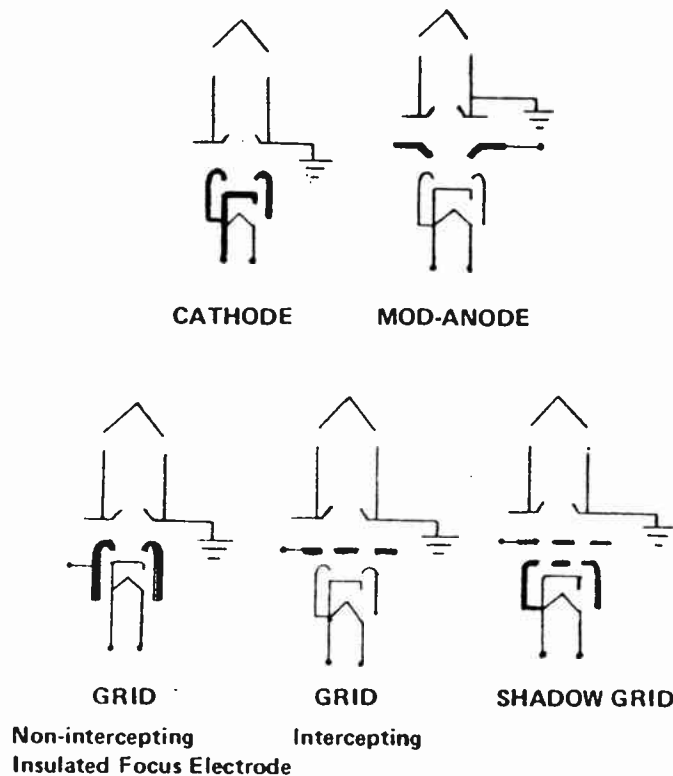 CATHODE
MOD-ANODE
GRID
Non-intercepting
Insulated Focus Electrode
GRID
Intercepting
SHADOW GRID